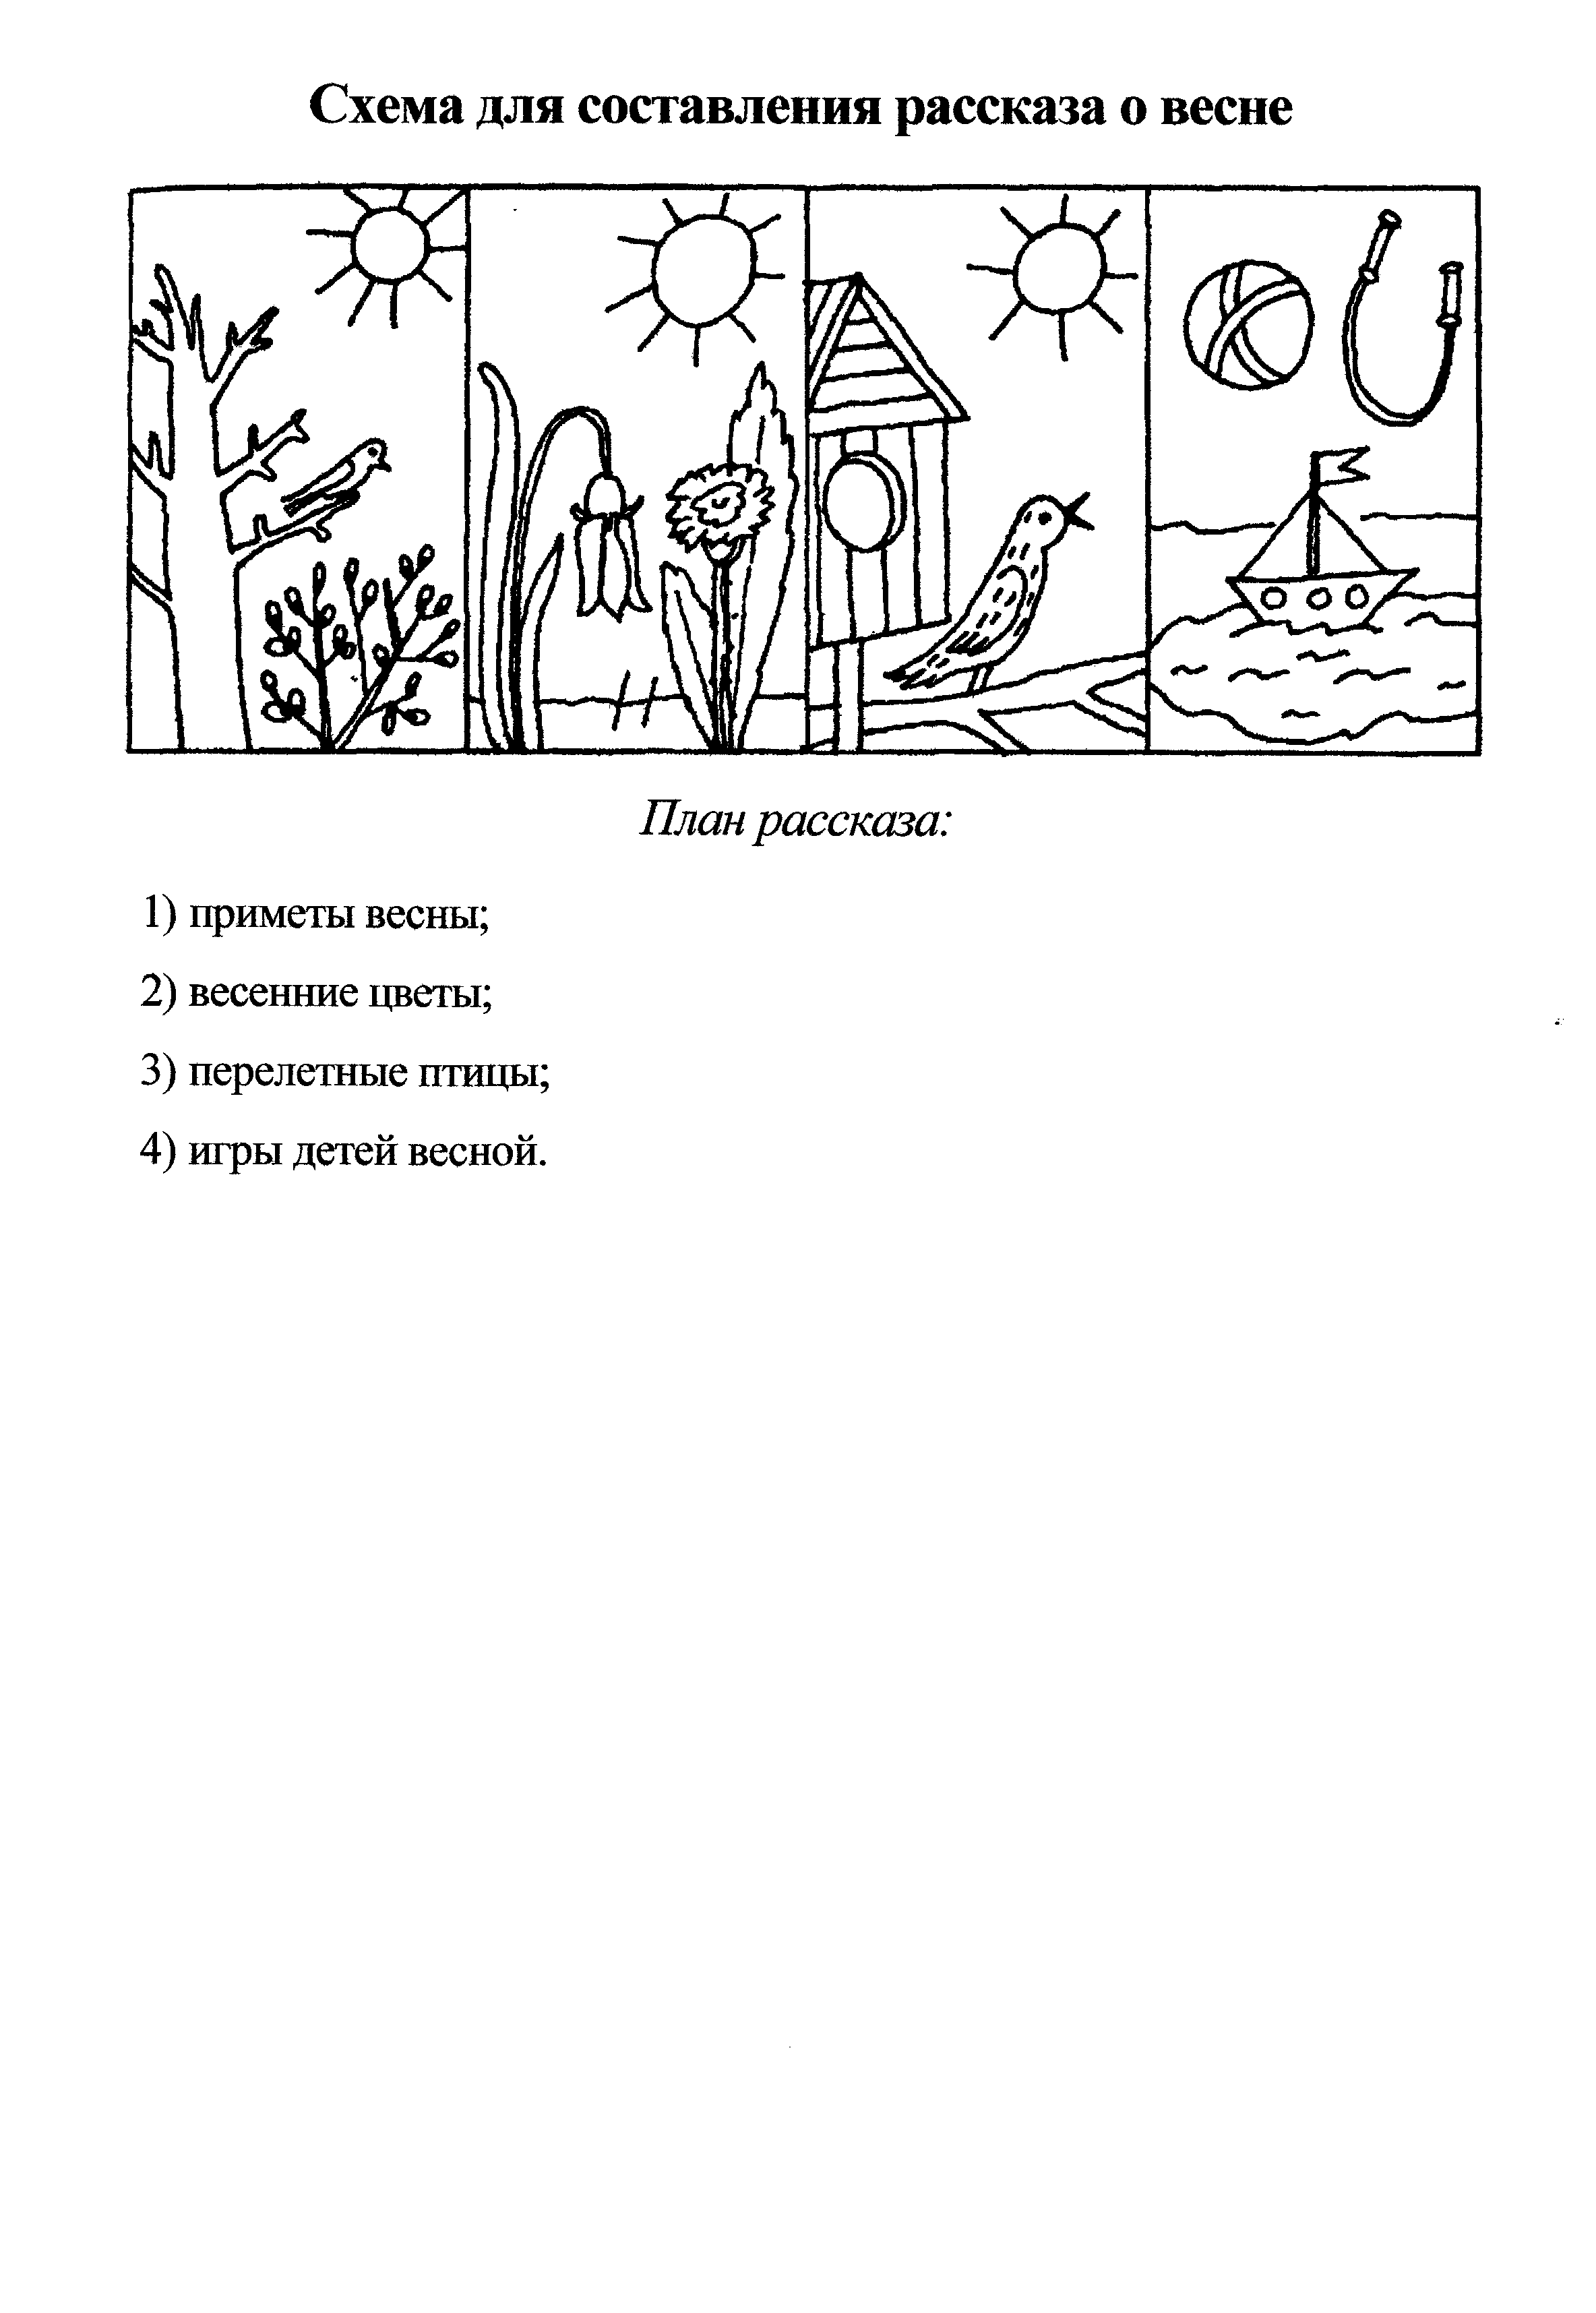 Схема для составления рассказа о весне
План рассказа:
1) приметы весны;
2) весенние цветы;
3) перелетные птицы;
4) игры детей весной.